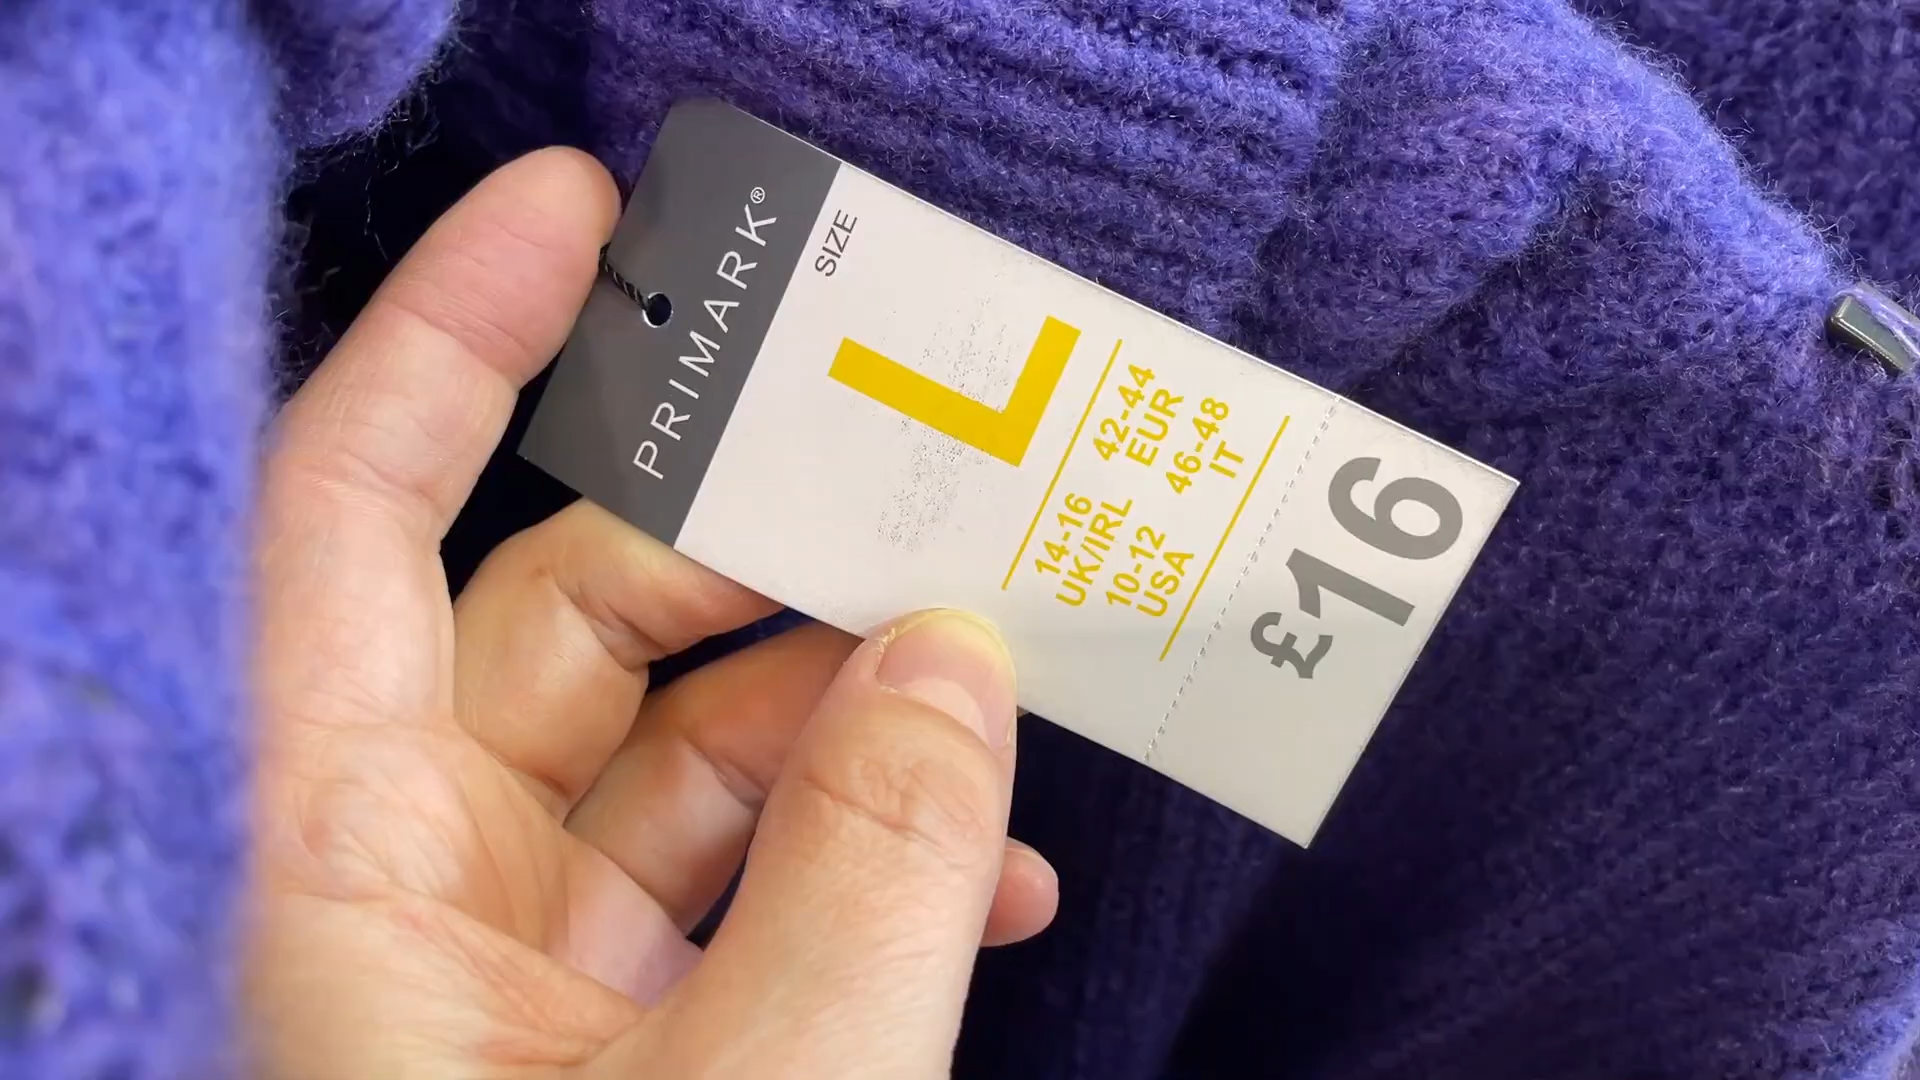 PRIMARK®
SIZE
L
14-16 42-44
UK/IRL EUR
10-12 46-48
USA IT
£16